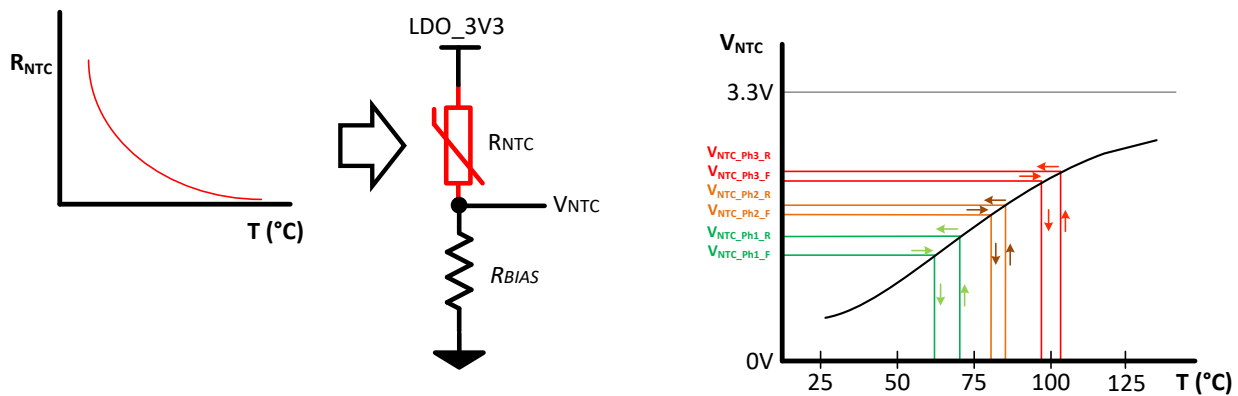 RNTC
T (°C)
LDO_3V3
RNTC
VNTC
RBIAS
VNTC
3.3V
VNTC_Ph3_R
VNTC_Ph3_F
VNTC_Ph2_R
VNTC_Ph2_F
VNTC_Ph1_R
VNTC_Ph1_F
0V
25 50 75 100 125 T (°C)